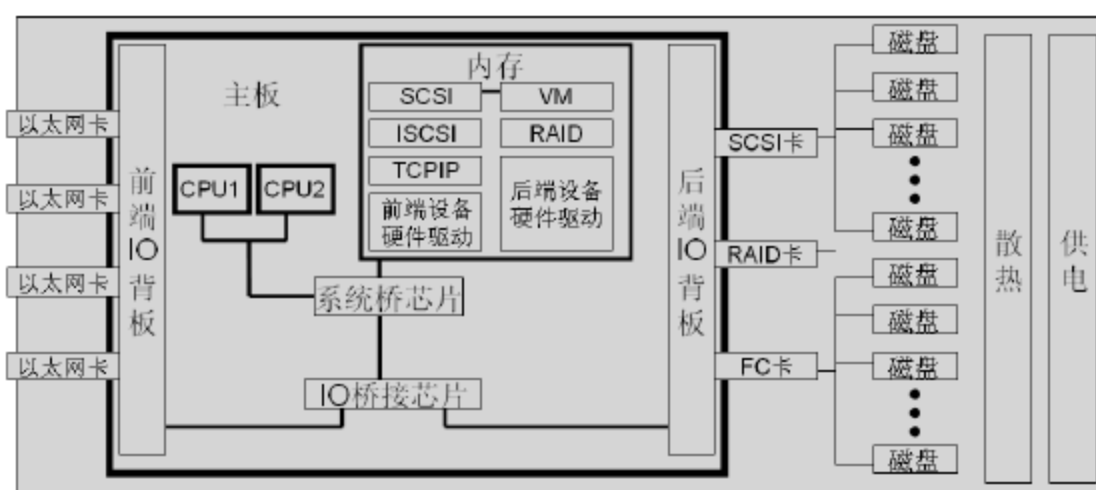 主板
内存
SCSI
VM
ISCSI
RAID
TCPIP
前端设备
硬件驱动
后端设备
硬件驱动
CPU1
CPU2
系统桥芯片
IO桥接芯片
以太网卡
以太网卡
以太网卡
以太网卡
前端IO背板
后端IO背板
SCSI卡
RAID卡
FC卡
磁盘
磁盘
磁盘
磁盘
磁盘
磁盘
磁盘
磁盘
散热
供电